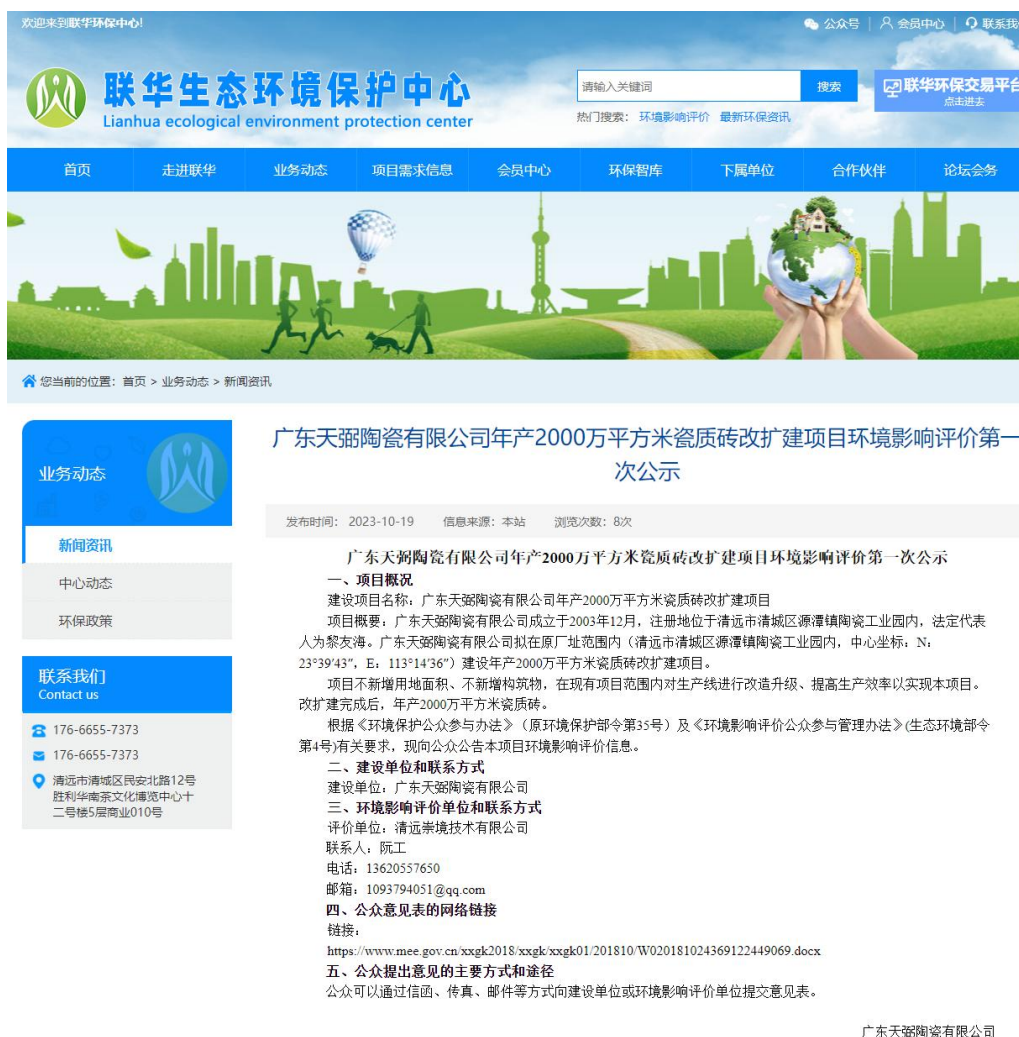 欢迎来到联华环保中心!
公众号
会员中心
联系我
联华生态环境保护中心
Lianhua ecological environment protection center
请输入关键词
搜索
联华环保交易平台
点击进去
热门搜索: 环境影响评价 最新环保资讯
首页 走进联华 业务动态 项目需求信息 会员中心 环保智库 下属单位 合作伙伴 论坛会务
您当前的位置: 首页 > 业务动态 > 新闻资讯
业务动态
新闻资讯
中心动态
环保政策
联系我们
Contact us
176-6655-7373
176-6655-7373
清远市清城区民安北路12号
胜利华南茶文化博览中心十
二号楼5层商业010号
广东天弼陶瓷有限公司年产2000万平方米瓷质砖改扩建项目环境影响评价第一
次公示
发布时间: 2023-10-19 信息来源: 本站 浏览次数: 8次
广东天弼陶瓷有限公司年产2000万平方米瓷质砖改扩建项目环境影响评价第一次公示
一、项目概况
建设项目名称：广东天弼陶瓷有限公司年产2000万平方米瓷质砖改扩建项目
项目概要：广东天弼陶瓷有限公司成立于2003年12月，注册地位于清远市清城区源潭镇陶瓷工业园内，法定代表
人为黎友海。广东天弼陶瓷有限公司拟在原厂址范围内（清远市清城区源潭镇陶瓷工业园内，中心坐标：N：
23°39′43″，E：113°14′36″）建设年产2000万平方米瓷质砖改扩建项目。
项目不新增用地面积、不新增构筑物，在现有项目范围内对生产线进行改造升级、提高生产效率以实现本项目。
改扩建完成后，年产2000万平方米瓷质砖。
根据《环境保护公众参与办法》（原环境保护部令第35号）及《环境影响评价公众参与管理办法》(生态环境部令
第4号)有关要求，现向公众公告本项目环境影响评价信息。
二、建设单位和联系方式
建设单位：广东天弼陶瓷有限公司
三、环境影响评价单位和联系方式
评价单位：清远崇境技术有限公司
联系人：阮工
电话：13620557650
邮箱：1093794051@qq.com
四、公众意见表的网络链接
链接：
https://www.mee.gov.cn/xxgk2018/xxgk/xxgk01/201810/W020181024369122449069.docx
五、公众提出意见的主要方式和途径
公众可以通过信函、传真、邮件等方式向建设单位或环境影响评价单位提交意见表。
广东天弼陶瓷有限公司